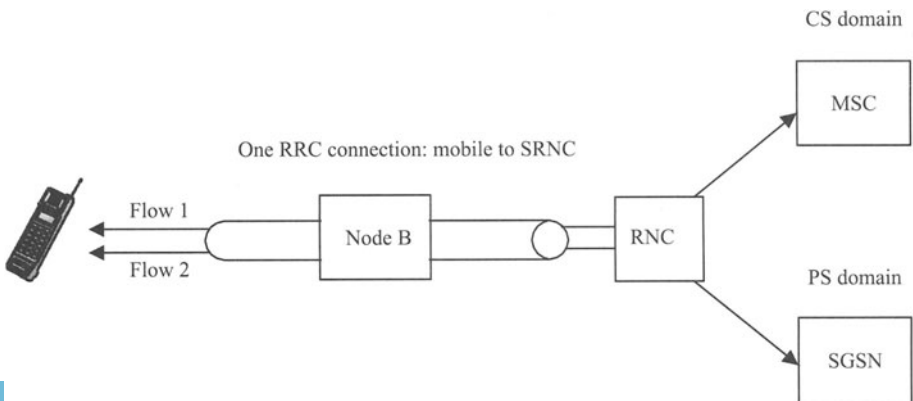 CS domain
MSC
One RRC connection: mobile to SRNC
Flow 1
Flow 2
Node B
RNC
PS domain
SGSN